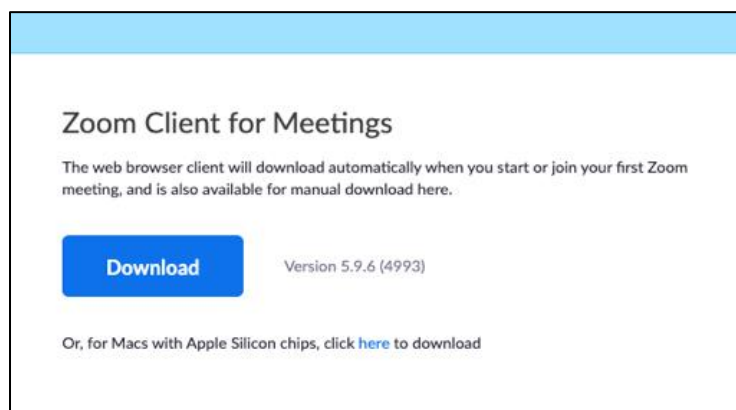 Zoom Client for Meetings
The web browser client will download automatically when you start or join your first Zoom
meeting, and is also available for manual download here.
Download
Version 5.9.6 (4993)
Or, for Macs with Apple Silicon chips, click here to download